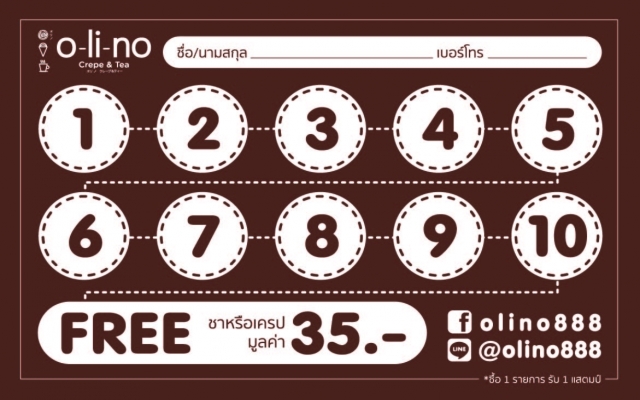 o-li-no
Crepe & Tea
ชื่อ/นามสกุล เบอร์โทร
1 2 3 4 5
6 7 8 9 10
FREE ชาหรือเครป
มูลค่า 35.-
olino888
LINE @olino888
*ซื้อ 1 รายการ รับ 1 แสตมป์